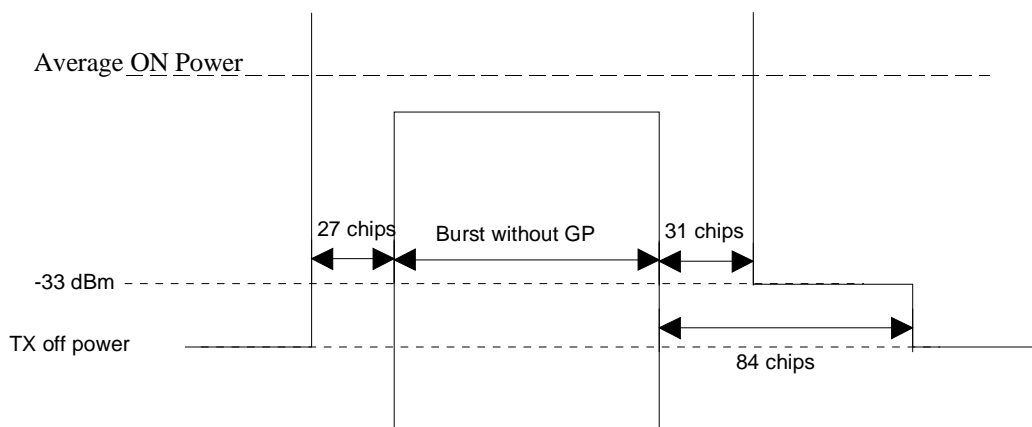 Average ON Power
27 chips
Burst without GP
31 chips
-33 dBm
TX off power
84 chips